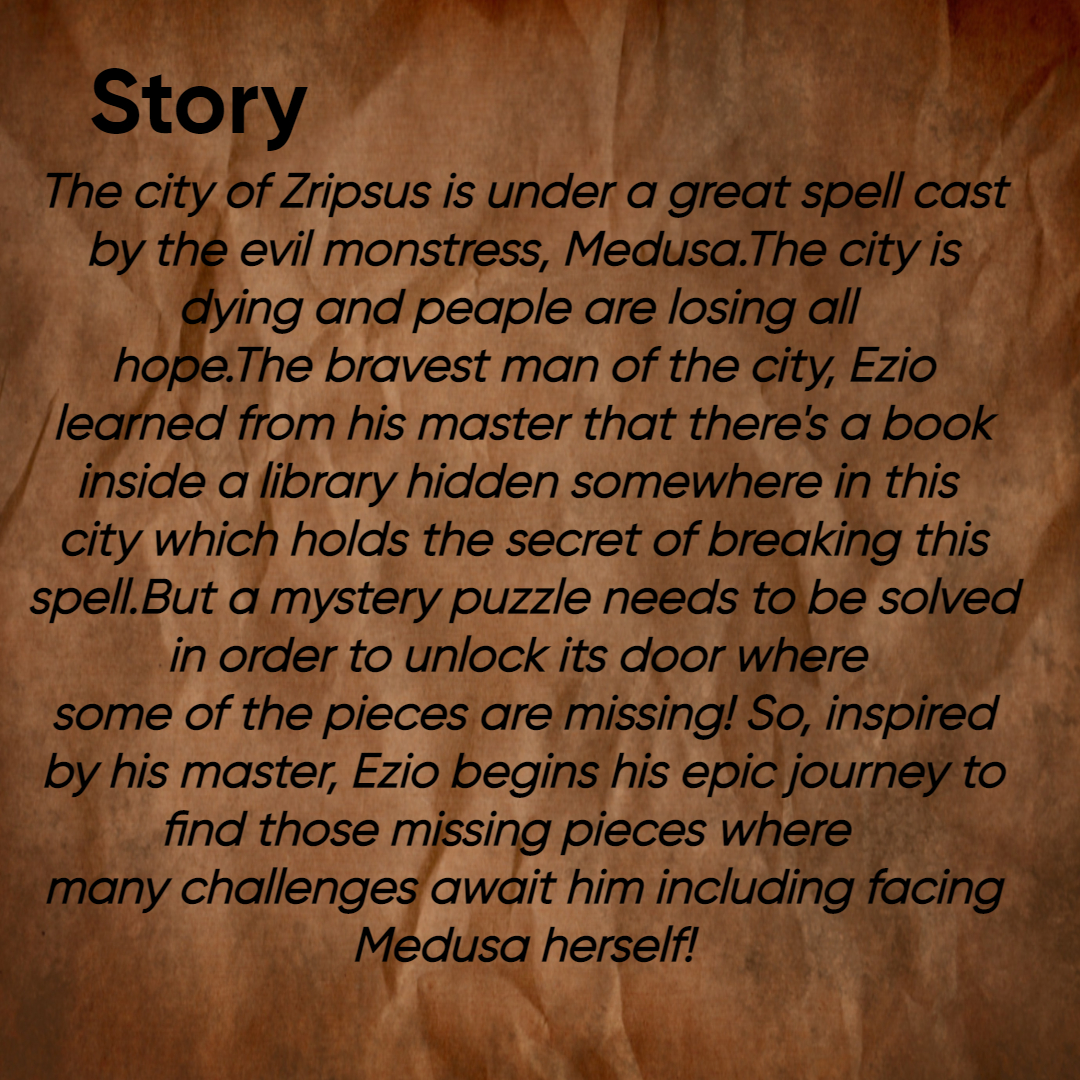 Story
The city of Zripsus is under a great spell cast
by the evil monstress, Medusa.The city is
dying and peaple are losing all
hope.The bravest man of the city, Ezio
learned from his master that there's a book
inside a library hidden somewhere in this
city which holds the secret of breaking this
spell.But a mystery puzzle needs to be solved
in order to unlock its door where
some of the pieces are missing! So, inspired
by his master, Ezio begins his epic journey to
find those missing pieces where
many challenges await him including facing
Medusa herself!